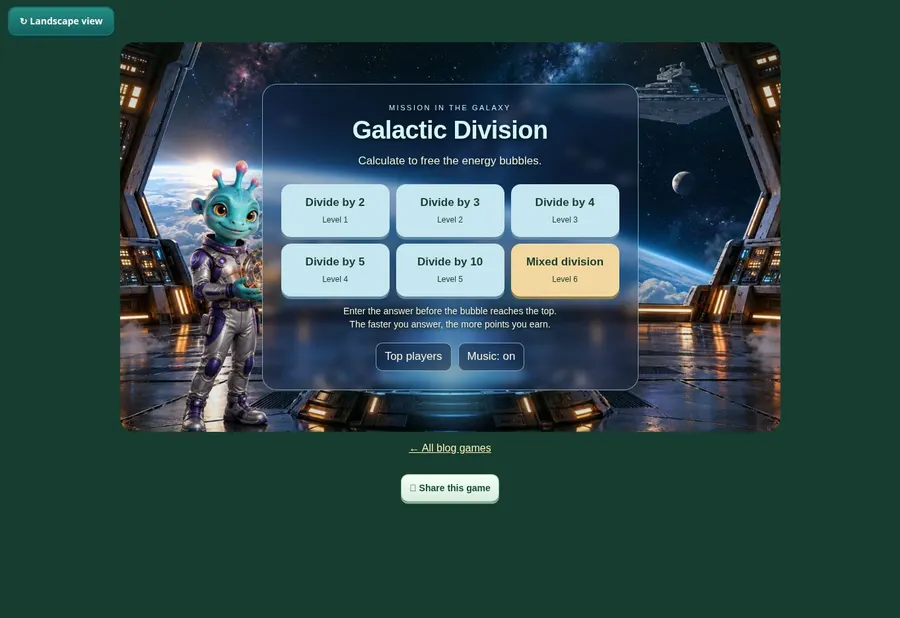 ↻ Landscape view
MISSION IN THE GALAXY
Galactic Division
Calculate to free the energy bubbles.
Divide by 2
Level 1
Divide by 3
Level 2
Divide by 4
Level 3
Divide by 5
Level 4
Divide by 10
Level 5
Mixed division
Level 6
Enter the answer before the bubble reaches the top.
The faster you answer, the more points you earn.
Top players
Music: on
← All blog games
Share this game